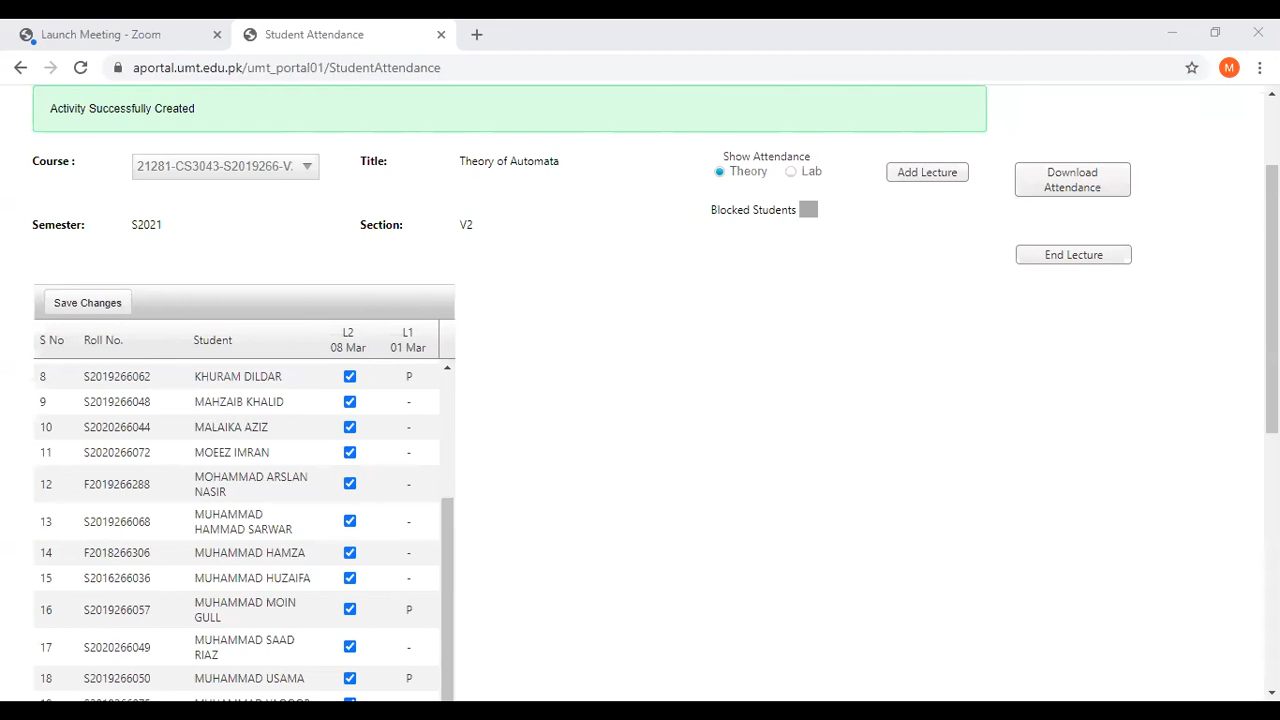 Launch Meeting - Zoom
Student Attendance
aportal.umt.edu.pk/umt_portal01/StudentAttendance
M
Activity Successfully Created
Course :
21281-CS3043-S2019266-V.
Title:
Theory of Automata
Show Attendance
Theory
Lab
Add Lecture
Download
Attendance
Blocked Students
Semester:
S2021
Section:
V2
End Lecture
Save Changes
S No Roll No. Student L2 08 Mar L1 01 Mar
8 S2019266062 KHURAM DILDAR P
9 S2019266048 MAHZAIB KHALID -
10 S2020266044 MALAIKA AZIZ -
11 S2020266072 MOEEZ IMRAN -
12 F2019266288 MOHAMMAD ARSLAN NASIR -
13 S2019266068 MUHAMMAD HAMMAD SARWAR -
14 F2018266306 MUHAMMAD HAMZA -
15 S2016266036 MUHAMMAD HUZAIFA -
16 S2019266057 MUHAMMAD MOIN GULL P
17 S2020266049 MUHAMMAD SAAD RIAZ -
18 S2019266050 MUHAMMAD USAMA P